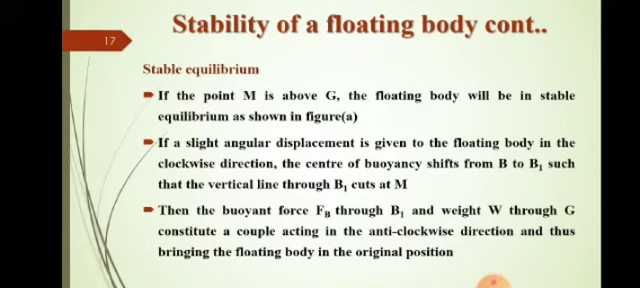 Stability of a floating body cont..
17
Stable equilibrium
If the point M is above G, the floating body will be in stable
equilibrium as shown in figure(a)
If a slight angular displacement is given to the floating body in the
clockwise direction, the centre of buoyancy shifts from B to B₁ such
that the vertical line through B₁ cuts at M
Then the buoyant force F_B through B₁ and weight W through G
constitute a couple acting in the anti-clockwise direction and thus
bringing the floating body in the original position